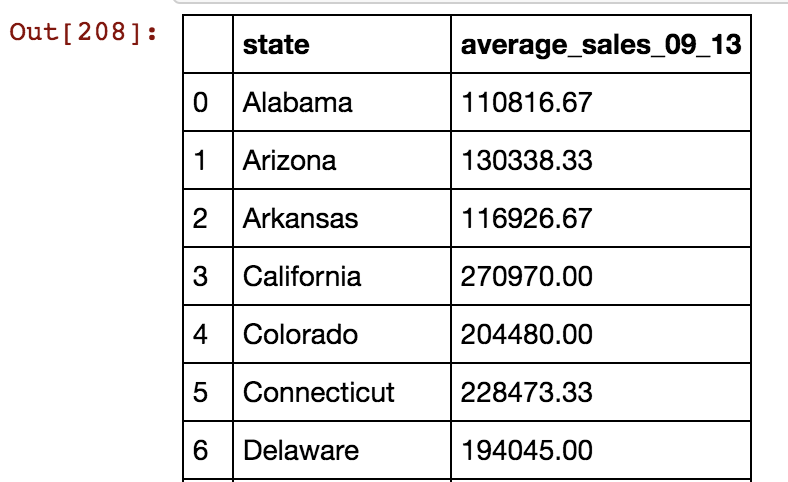 Out[208]:
state average_sales_09_13
0 Alabama 110816.67
1 Arizona 130338.33
2 Arkansas 116926.67
3 California 270970.00
4 Colorado 204480.00
5 Connecticut 228473.33
6 Delaware 194045.00